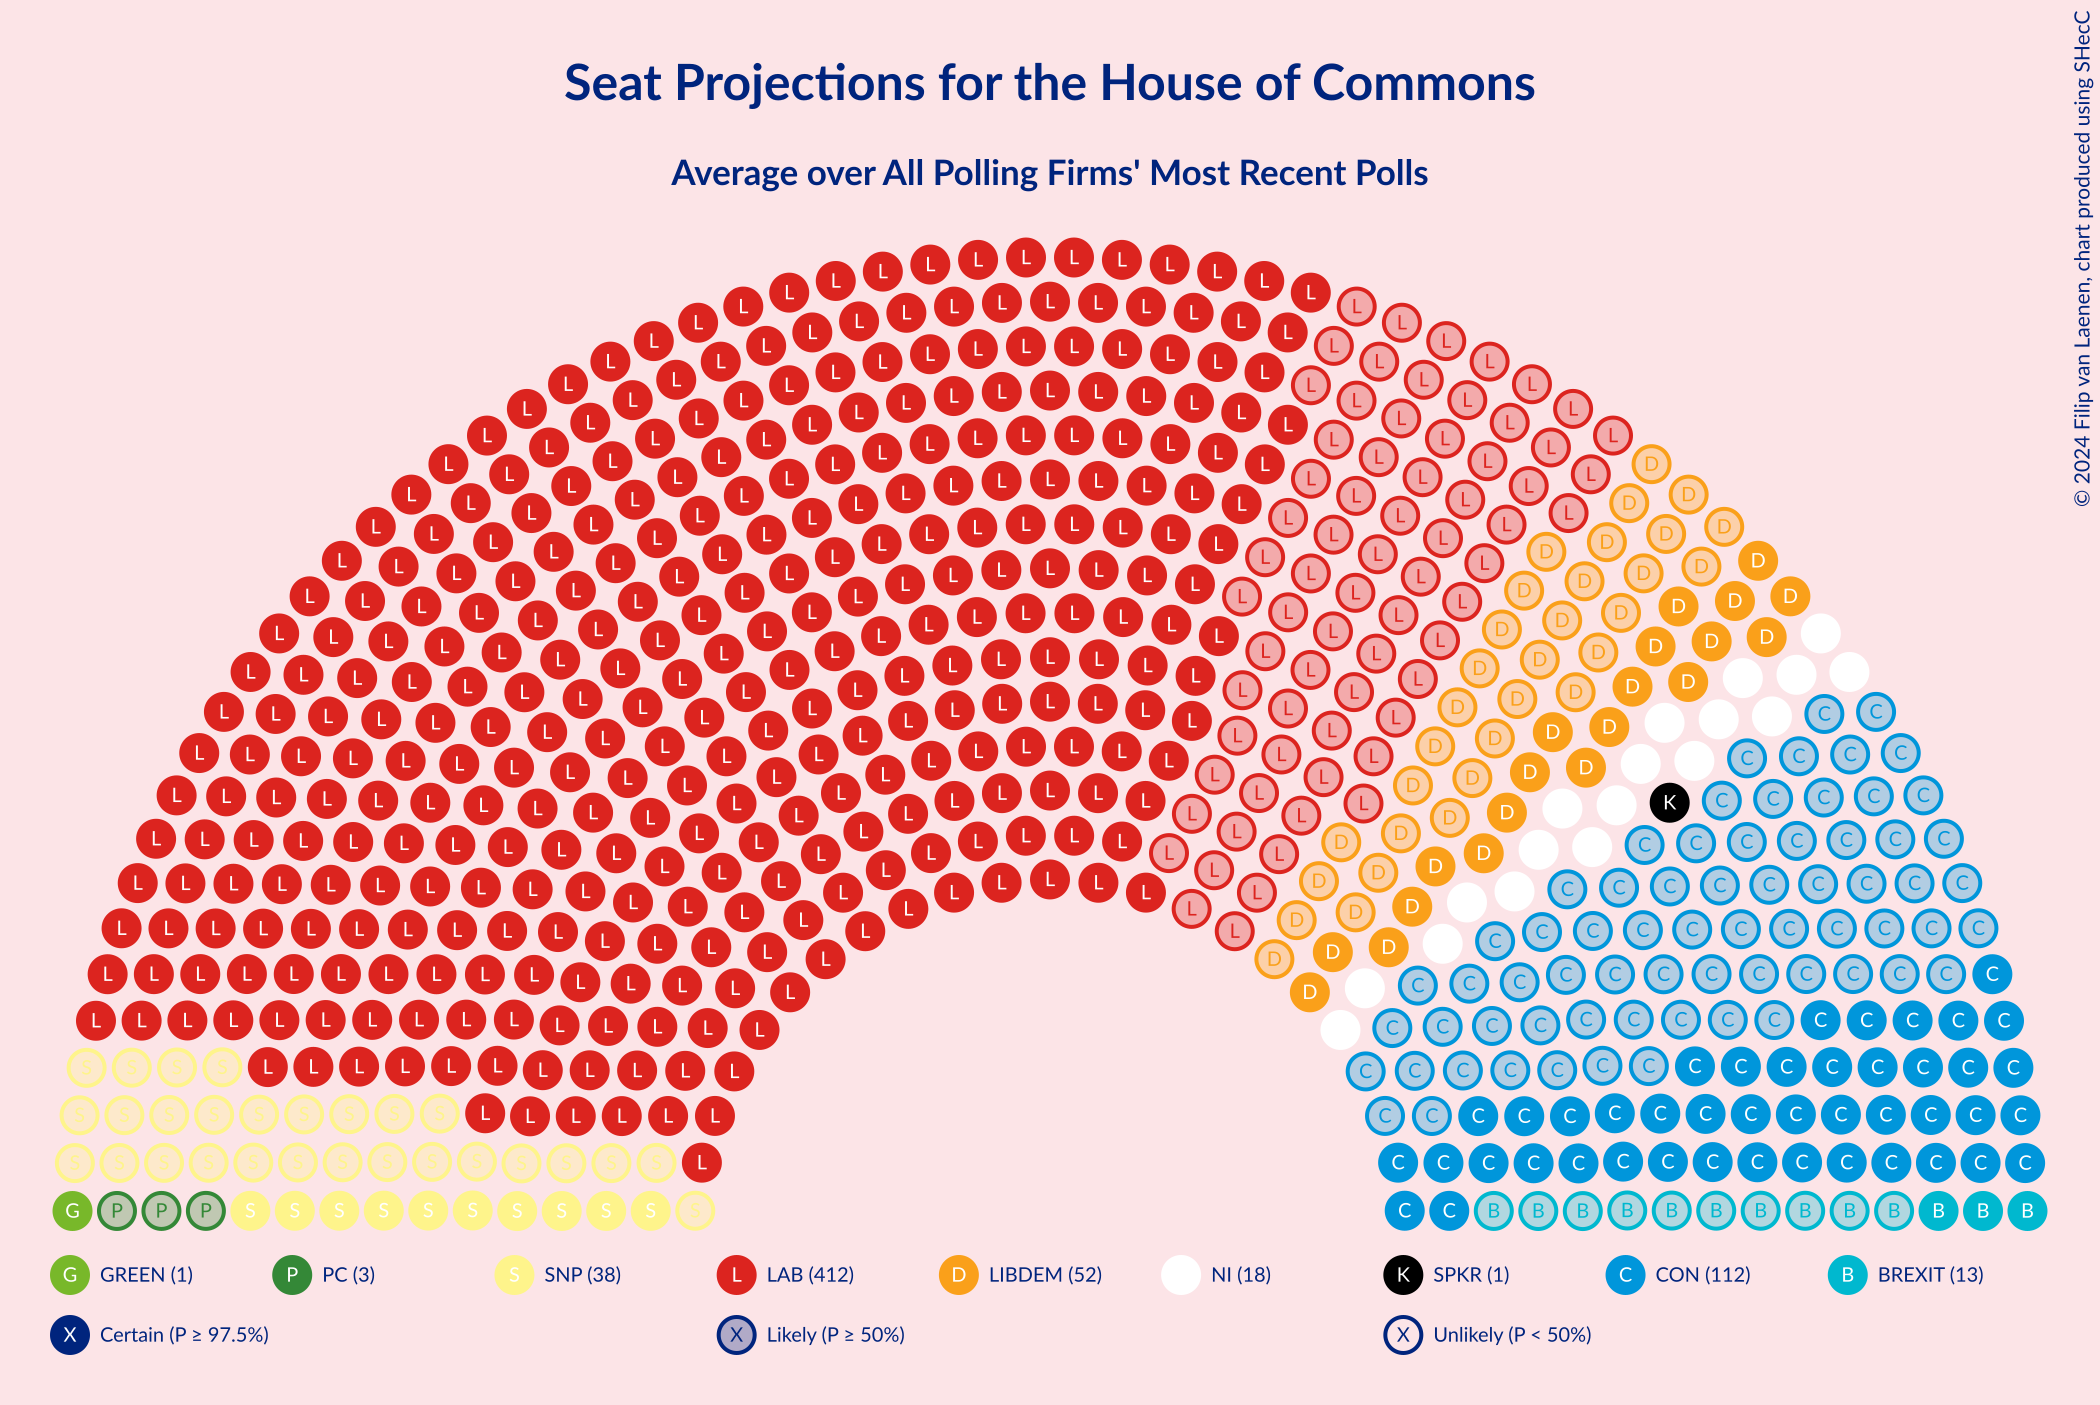 Seat Projections for the House of Commons
Average over All Polling Firms' Most Recent Polls
© 2024 Filip van Laenen, chart produced using SHecC
G GREEN (1) P PC (3) S SNP (38) L LAB (412) D LIBDEM (52) NI (18) K SPKR (1) C CON (112) B BREXIT (13)
X Certain (P ≥ 97.5%) X Likely (P ≥ 50%) X Unlikely (P < 50%)